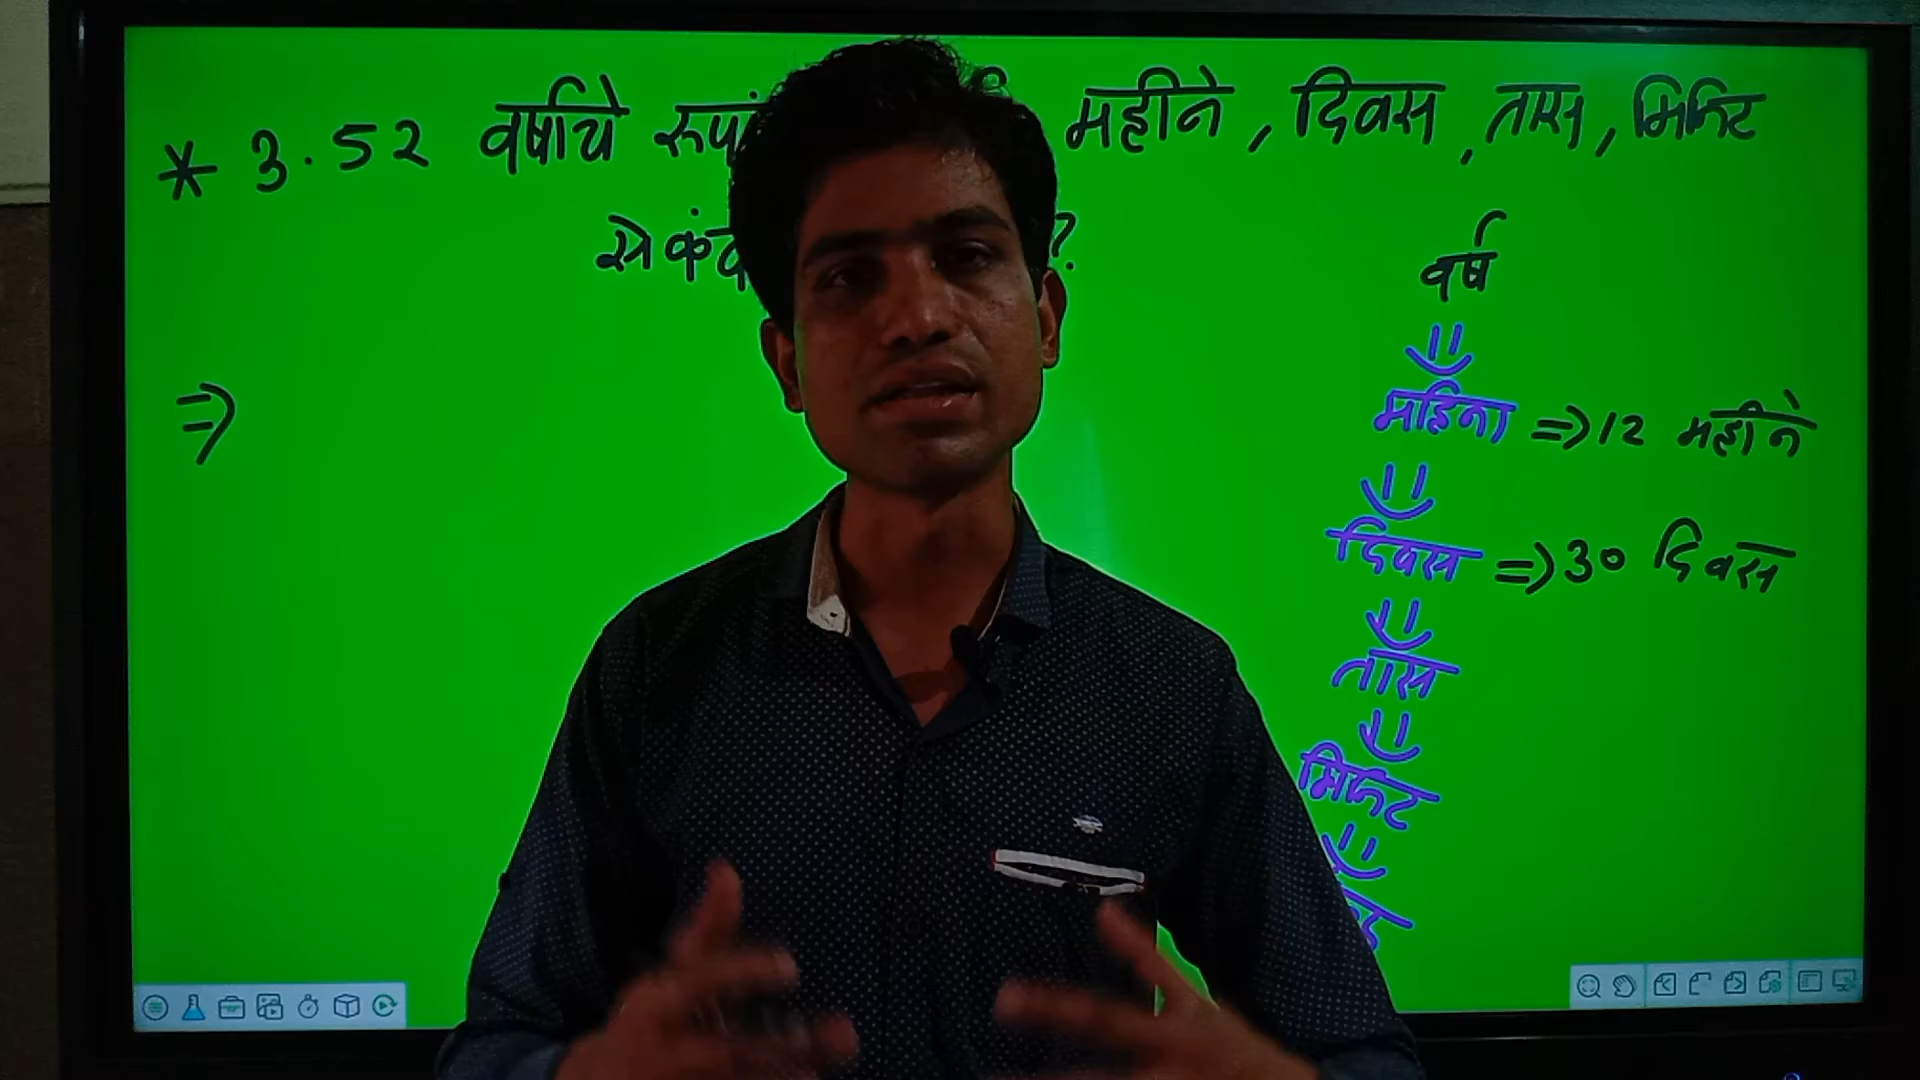 * 3.52 वर्षाचे महीने, दिवस, तास, मिनिट
वर्ष
महिना => 12 महीने
दिवस => 30 दिवस
तास
मिनिट